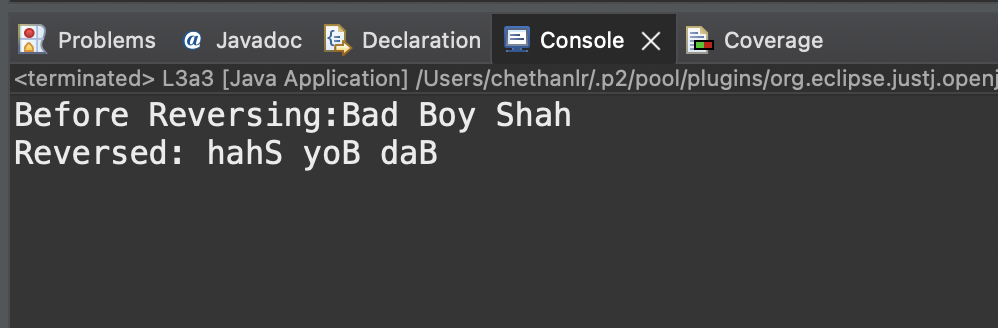 Problems @ Javadoc Declaration Console Coverage
<terminated> L3a3 [Java Application] /Users/chethanlr/.p2/pool/plugins/org.eclipse.justj.openj
Before Reversing:Bad Boy Shah
Reversed: hahS yoB daB